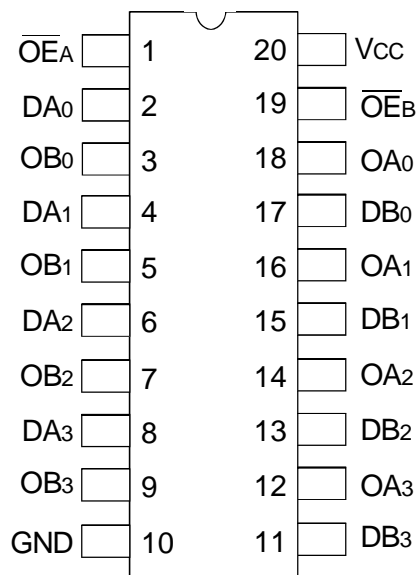 O̅E̅A 1 20 VCC
DA0 2 19 O̅E̅B
OB0 3 18 OA0
DA1 4 17 DB0
OB1 5 16 OA1
DA2 6 15 DB1
OB2 7 14 OA2
DA3 8 13 DB2
OB3 9 12 OA3
GND 10 11 DB3